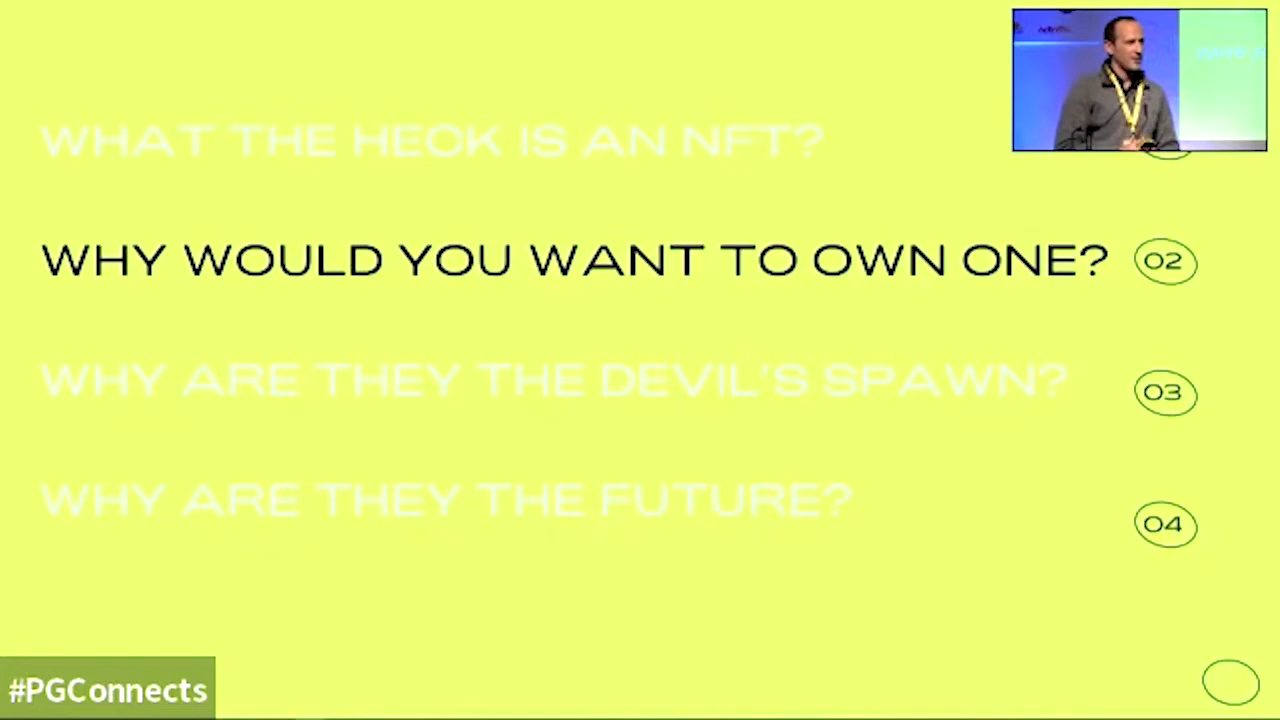 WHAT THE HECK IS AN NFT?
WHY WOULD YOU WANT TO OWN ONE? 02
WHY ARE THEY THE DEVIL'S SPAWN? 03
WHY ARE THEY THE FUTURE? 04
#PGConnects